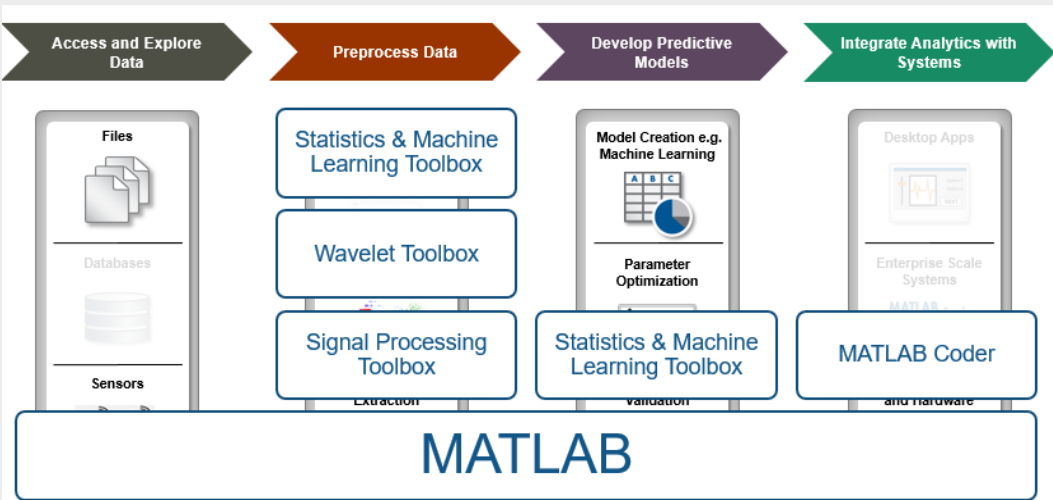 Access and Explore
Data
Preprocess Data
Develop Predictive
Models
Integrate Analytics with
Systems
Files
Databases
Sensors
Statistics & Machine
Learning Toolbox
Wavelet Toolbox
Signal Processing
Toolbox
Extraction
Model Creation e.g.
Machine Learning
A B C
Parameter
Optimization
Statistics & Machine
Learning Toolbox
Validation
Desktop Apps
Enterprise Scale
Systems
MATLAB
MATLAB Coder
and Hardware
MATLAB